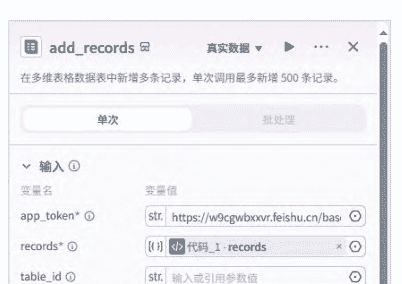 add_records 真实数据
在多维表格数据表中新增多条记录，单次调用最多新增 500 条记录。
单次 批处理
输入
变量名 变量值
app_token* str. https://w9cgwbxxvr.feishu.cn/bas
records* [{}] 代码_1 · records
table_id str. 输入或引用参数值